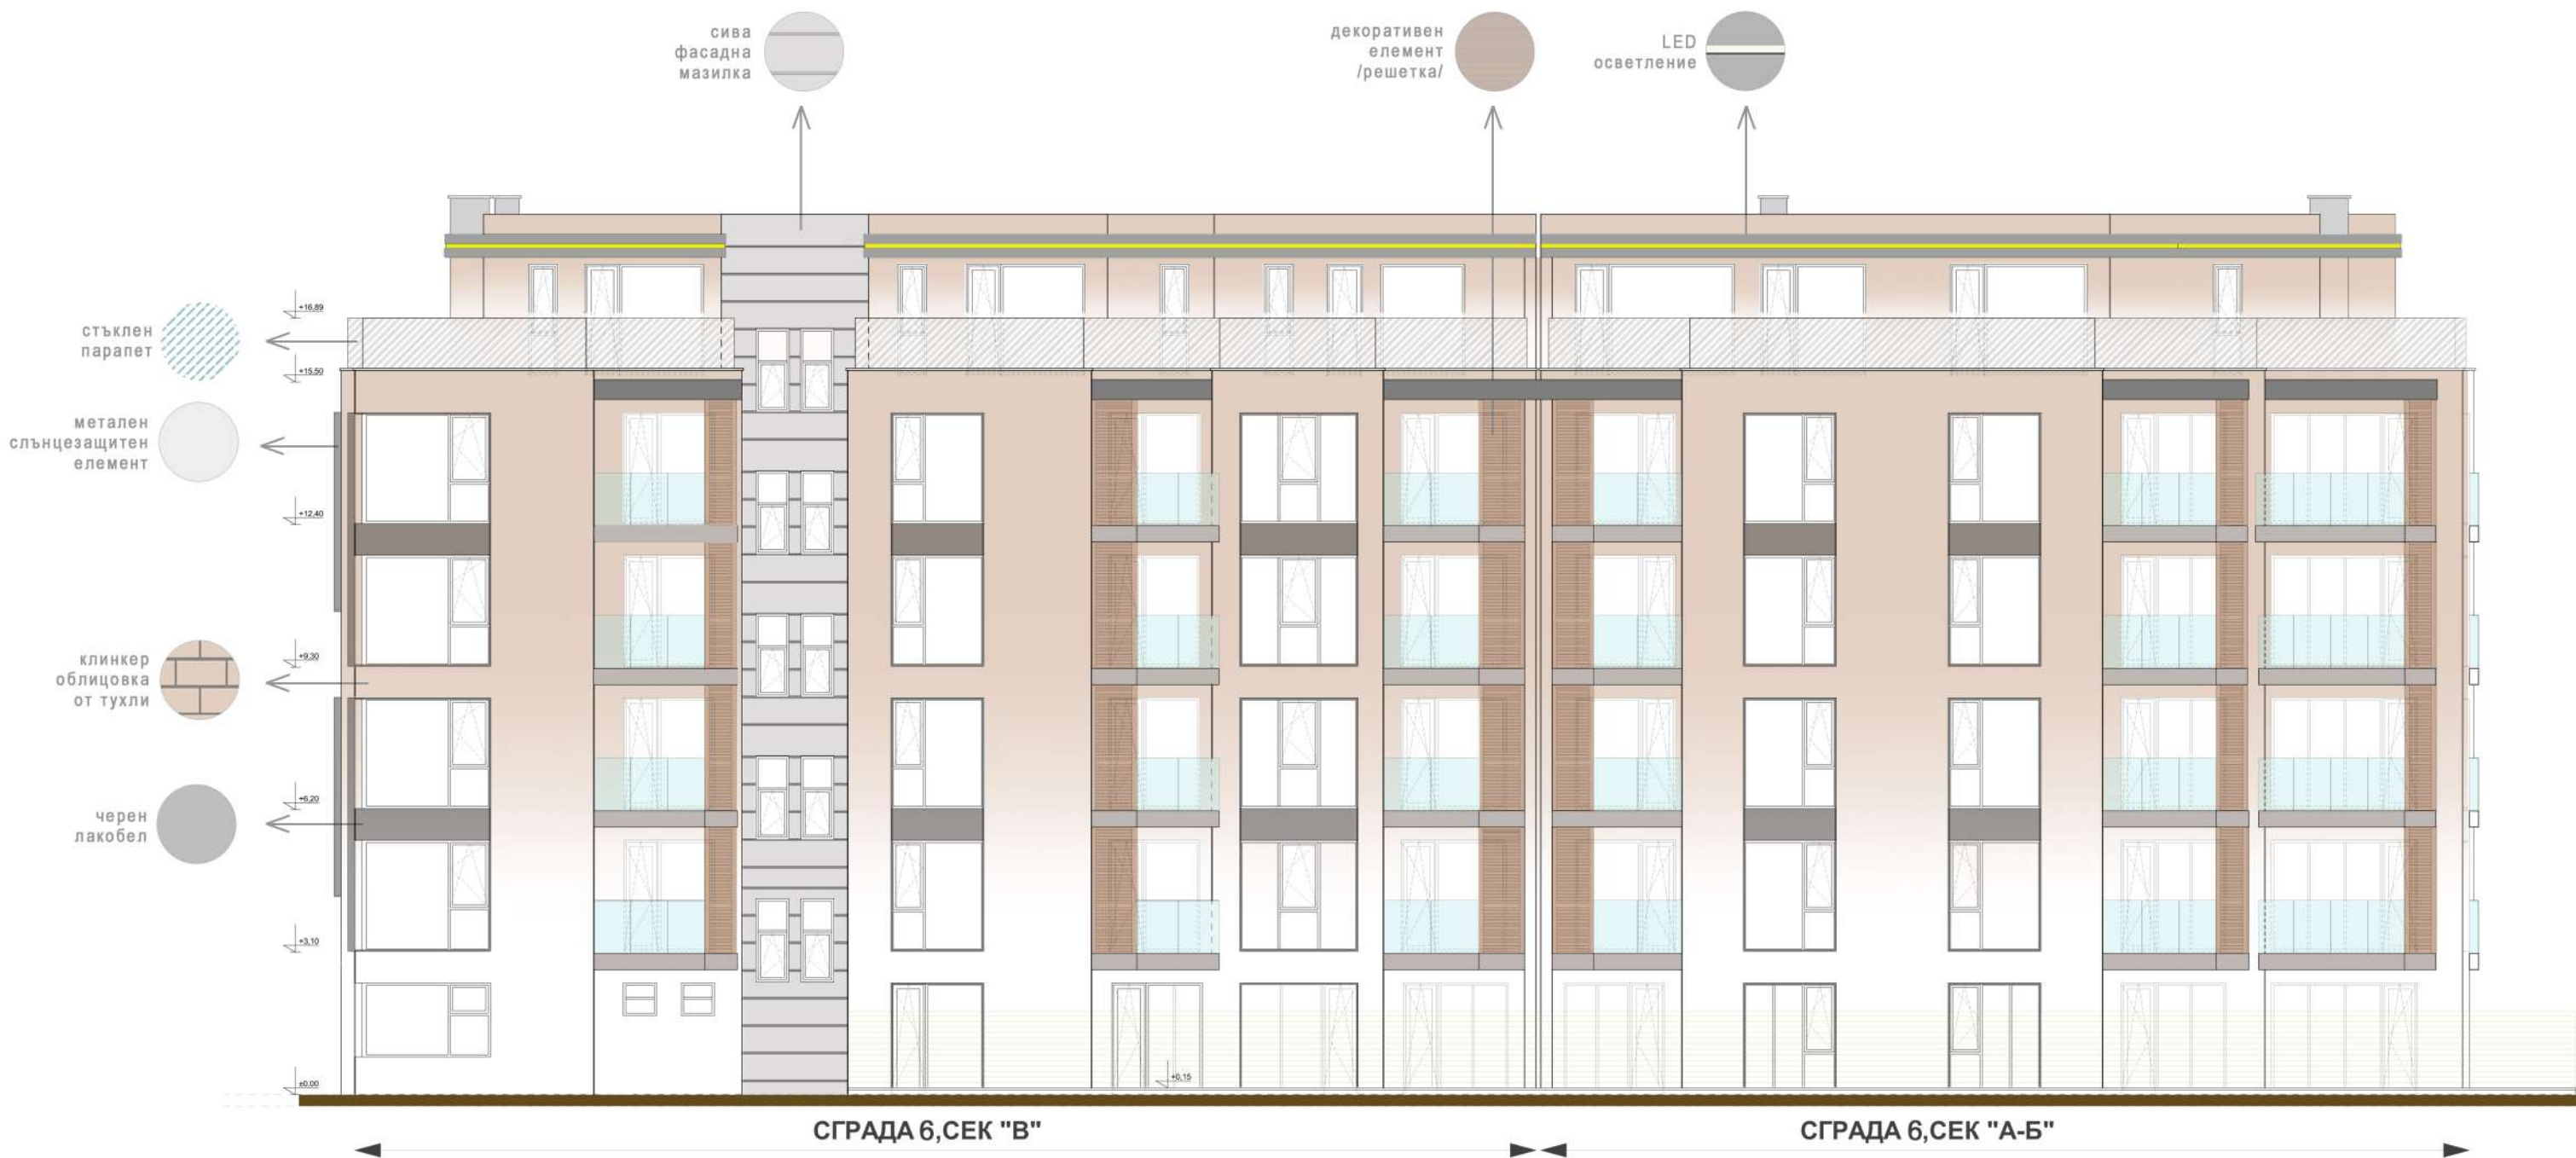 сива
фасадна
мазилка
декоративен
елемент
/решетка/
LED
осветление
стъклен
парапет
метален
слънцезащитен
елемент
клинкер
облицовка
от тухли
черен
лакобел
+16,89
+15,50
+12,40
+9,30
+6,20
+3,10
±0,00
+0,15
СГРАДА 6,СЕК "В"
СГРАДА 6,СЕК "А-Б"